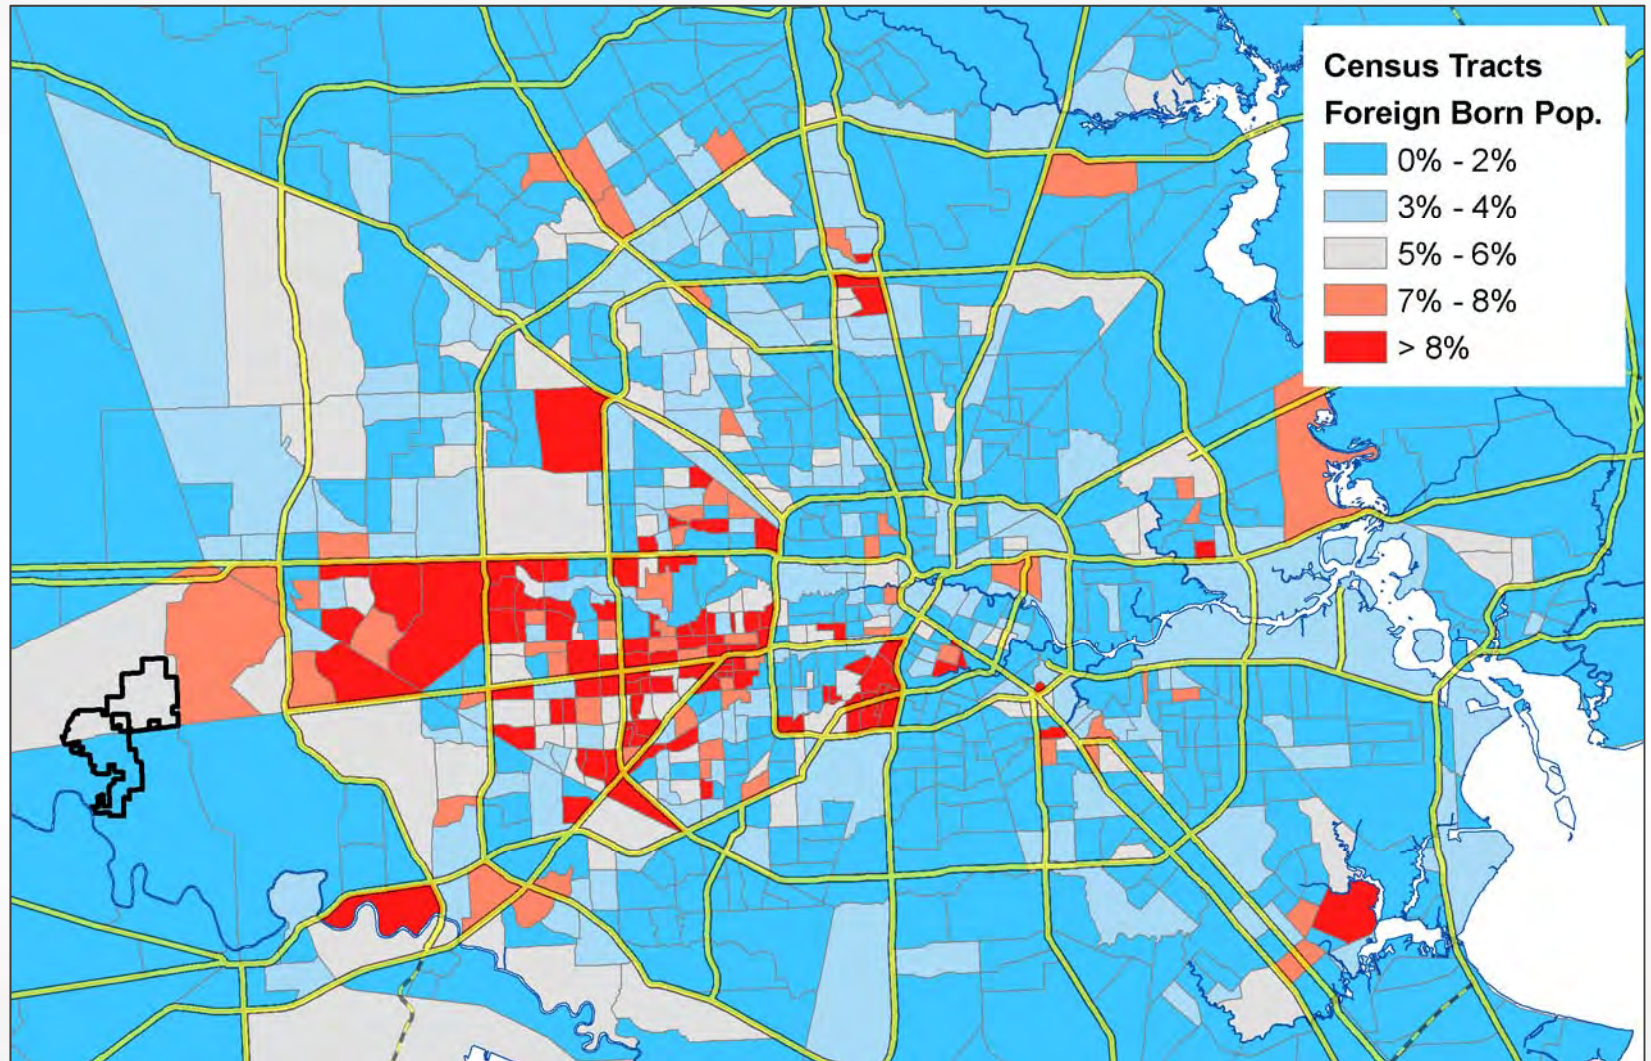 Census Tracts
Foreign Born Pop.
0% - 2%
3% - 4%
5% - 6%
7% - 8%
> 8%